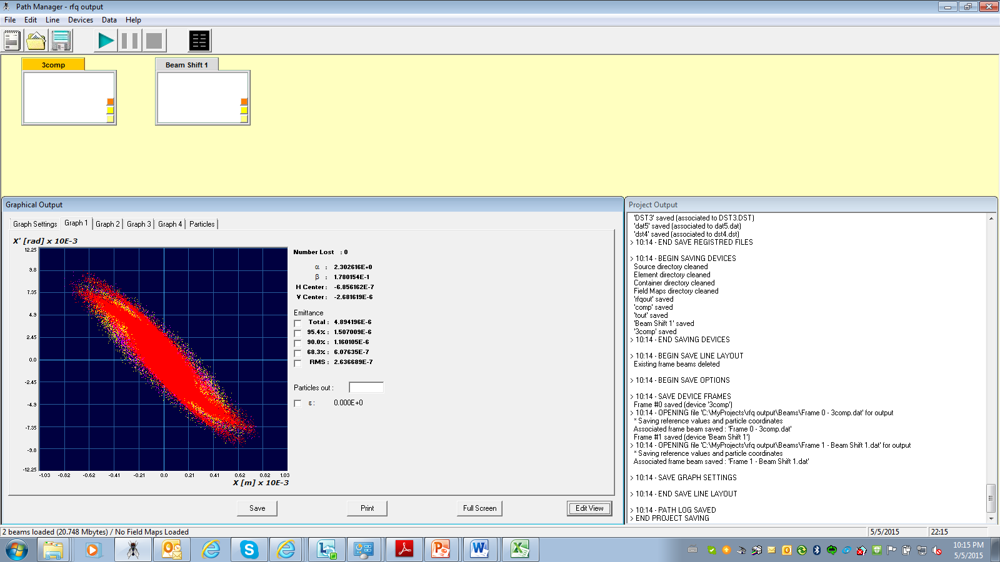 Path Manager - rfq output
File Edit Line Devices Data Help
3comp
Beam Shift 1
Graphical Output
Graph Settings Graph 1 Graph 2 Graph 3 Graph 4 Particles
X' [rad] x 10E-3
12.25
9.8
7.35
4.9
2.45
0.0
-2.45
-4.9
-7.35
-9.8
-12.25
-1.03 -0.82 -0.62 -0.41 -0.21 0.0 0.21 0.41 0.62 0.82 1.03
X [m] x 10E-3
Number Lost : 0
α : 2.302616E+0
β : 1.780154E-1
H Center : -6.856162E-7
V Center : -2.681619E-6
Emittance
Total : 4.894196E-6
95.4% : 1.507009E-6
90.0% : 1.160105E-6
68.3% : 6.07635E-7
RMS : 2.636689E-7
Particles out :
ε : 0.000E+0
Save Print Full Screen Edit View
Project Output
'DST3' saved (associated to DST3.DST)
'dat5' saved (associated to dat5.dat)
'dst4' saved (associated to dst4.dst)
> 10:14 - END SAVE REGISTRED FILES
> 10:14 - BEGIN SAVING DEVICES
Source directory cleaned
Element directory cleaned
Container directory cleaned
Field Maps directory cleaned
'rfqout' saved
'comp' saved
'tout' saved
'Beam Shift 1' saved
'3comp' saved
> 10:14 - END SAVING DEVICES
> 10:14 - BEGIN SAVE LINE LAYOUT
Existing frame beams deleted
> 10:14 - BEGIN SAVE OPTIONS
> 10:14 - SAVE DEVICE FRAMES
Frame #0 saved (device '3comp')
> 10:14 - OPENING file 'C:\MyProjects\rfq output\Beams\Frame 0 - 3comp.dat' for output
* Saving reference values and particle coordinates
Associated frame beam saved : 'Frame 0 - 3comp.dat'
Frame #1 saved (device 'Beam Shift 1')
> 10:14 - OPENING file 'C:\MyProjects\rfq output\Beams\Frame 1 - Beam Shift 1.dat' for output
* Saving reference values and particle coordinates
Associated frame beam saved : 'Frame 1 - Beam Shift 1.dat'
> 10:14 - SAVE GRAPH SETTINGS
> 10:14 - END SAVE LINE LAYOUT
> 10:14 - PATH LOG SAVED
> END PROJECT SAVING
2 beams loaded (20.748 Mbytes) / No Field Maps Loaded
5/5/2015 22:15
10:15 PM
5/5/2015